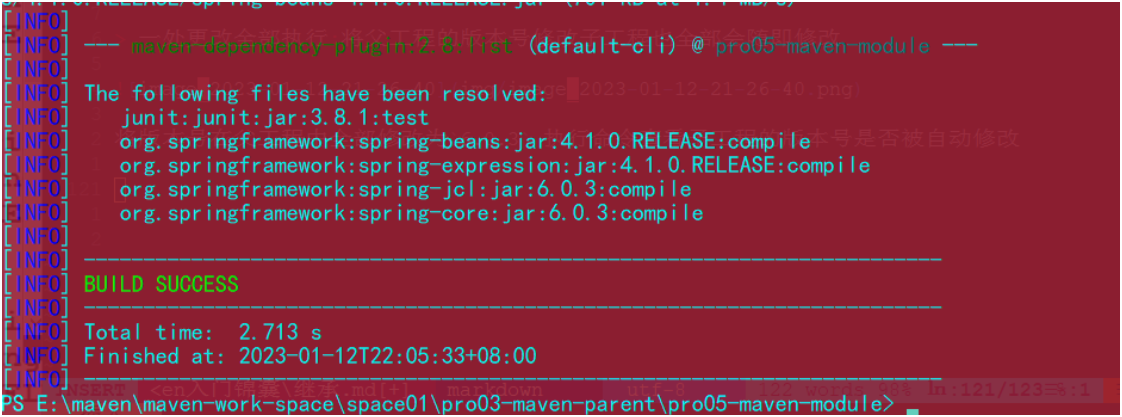 [INFO]
[INFO] --- maven-dependency-plugin:2.8:list (default-cli) @ pro05-maven-module ---
[INFO]
[INFO] The following files have been resolved:
[INFO]    junit:junit:jar:3.8.1:test
[INFO]    org.springframework:spring-beans:jar:4.1.0.RELEASE:compile
[INFO]    org.springframework:spring-expression:jar:4.1.0.RELEASE:compile
[INFO]    org.springframework:spring-jcl:jar:6.0.3:compile
[INFO]    org.springframework:spring-core:jar:6.0.3:compile
[INFO]
[INFO] ------------------------------------------------------------------------
[INFO] BUILD SUCCESS
[INFO] ------------------------------------------------------------------------
[INFO] Total time:  2.713 s
[INFO] Finished at: 2023-01-12T22:05:33+08:00
[INFO] ------------------------------------------------------------------------
PS E:\maven\maven-work-space\space01\pro03-maven-parent\pro05-maven-module>